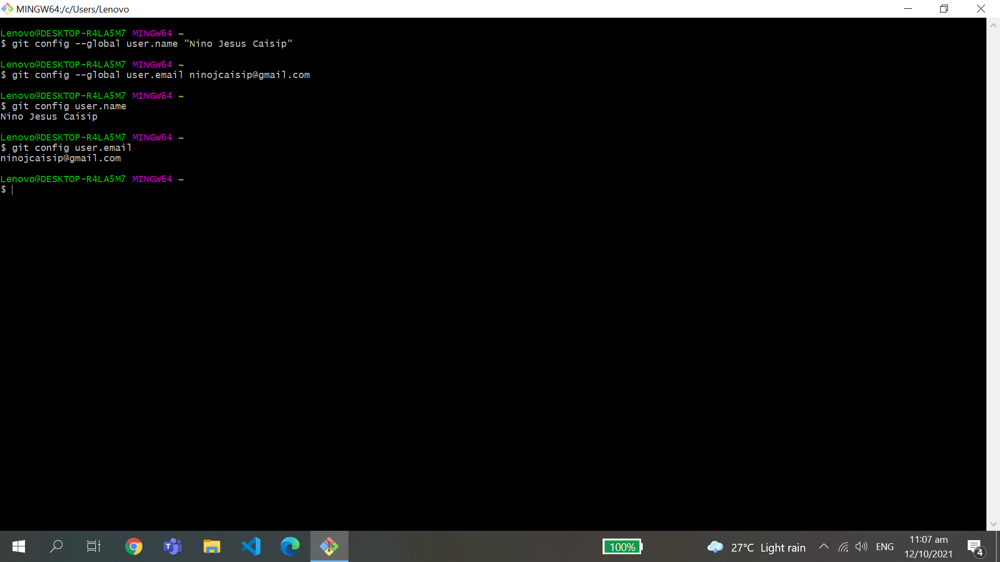 MINGW64:/c/Users/Lenovo
Lenovo@DESKTOP-R4LA5M7 MINGW64 ~
$ git config --global user.name "Nino Jesus Caisip"
Lenovo@DESKTOP-R4LA5M7 MINGW64 ~
$ git config --global user.email ninojcaisip@gmail.com
Lenovo@DESKTOP-R4LA5M7 MINGW64 ~
$ git config user.name
Nino Jesus Caisip
Lenovo@DESKTOP-R4LA5M7 MINGW64 ~
$ git config user.email
ninojcaisip@gmail.com
Lenovo@DESKTOP-R4LA5M7 MINGW64 ~
$
100% 27°C Light rain ENG 11:07 am
12/10/2021
4